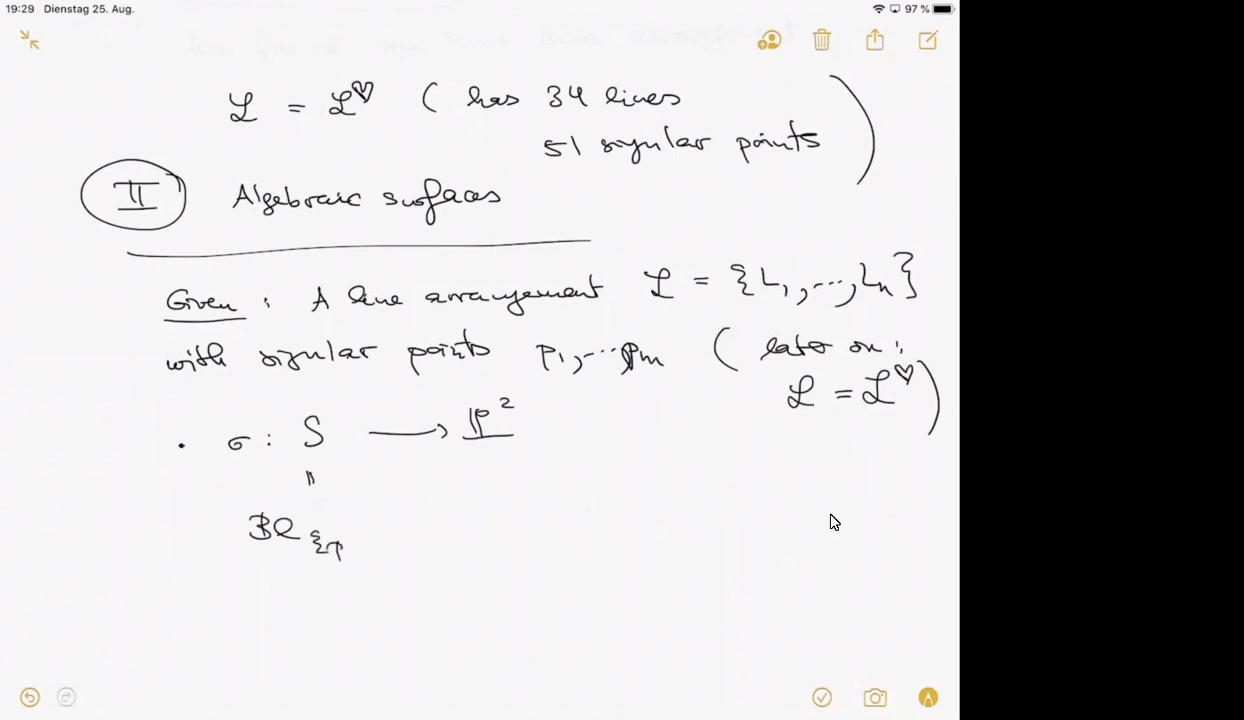 19:29 Dienstag 25. Aug. 97 %
ℒ = ℒ♡ ( has 34 lines
51 singular points )
II Algebraic surfaces
Given : A line arrangement ℒ = {L₁,...,Lₙ}
with singular points p₁,...pₘ ( later on :
ℒ = ℒ♡ )
• σ : S ⟶ ℙ²
=
Bl {p